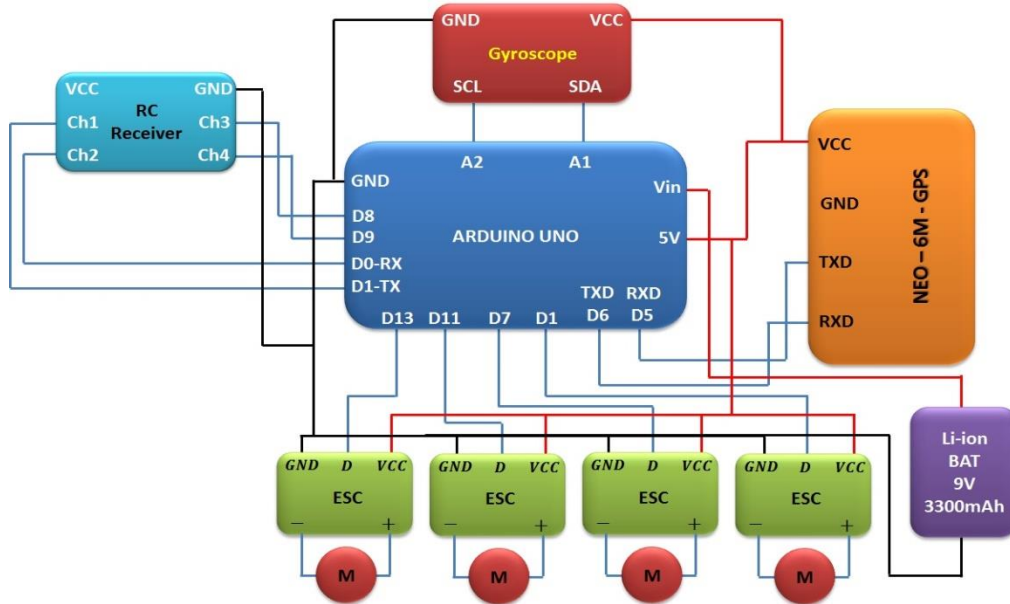 GND VCC
Gyroscope
SCL SDA
VCC GND
RC
Receiver
Ch1 Ch3
Ch2 Ch4
A2 A1
GND
Vin
D8
D9
ARDUINO UNO
5V
D0-RX
D1-TX
TXD RXD
D13 D11 D7 D1 D6 D5
VCC
GND
TXD
RXD
NEO – 6M - GPS
GND D VCC
ESC
– +
M
GND D VCC
ESC
– +
M
GND D VCC
ESC
– +
M
GND D VCC
ESC
– +
M
Li-ion
BAT
9V
3300mAh